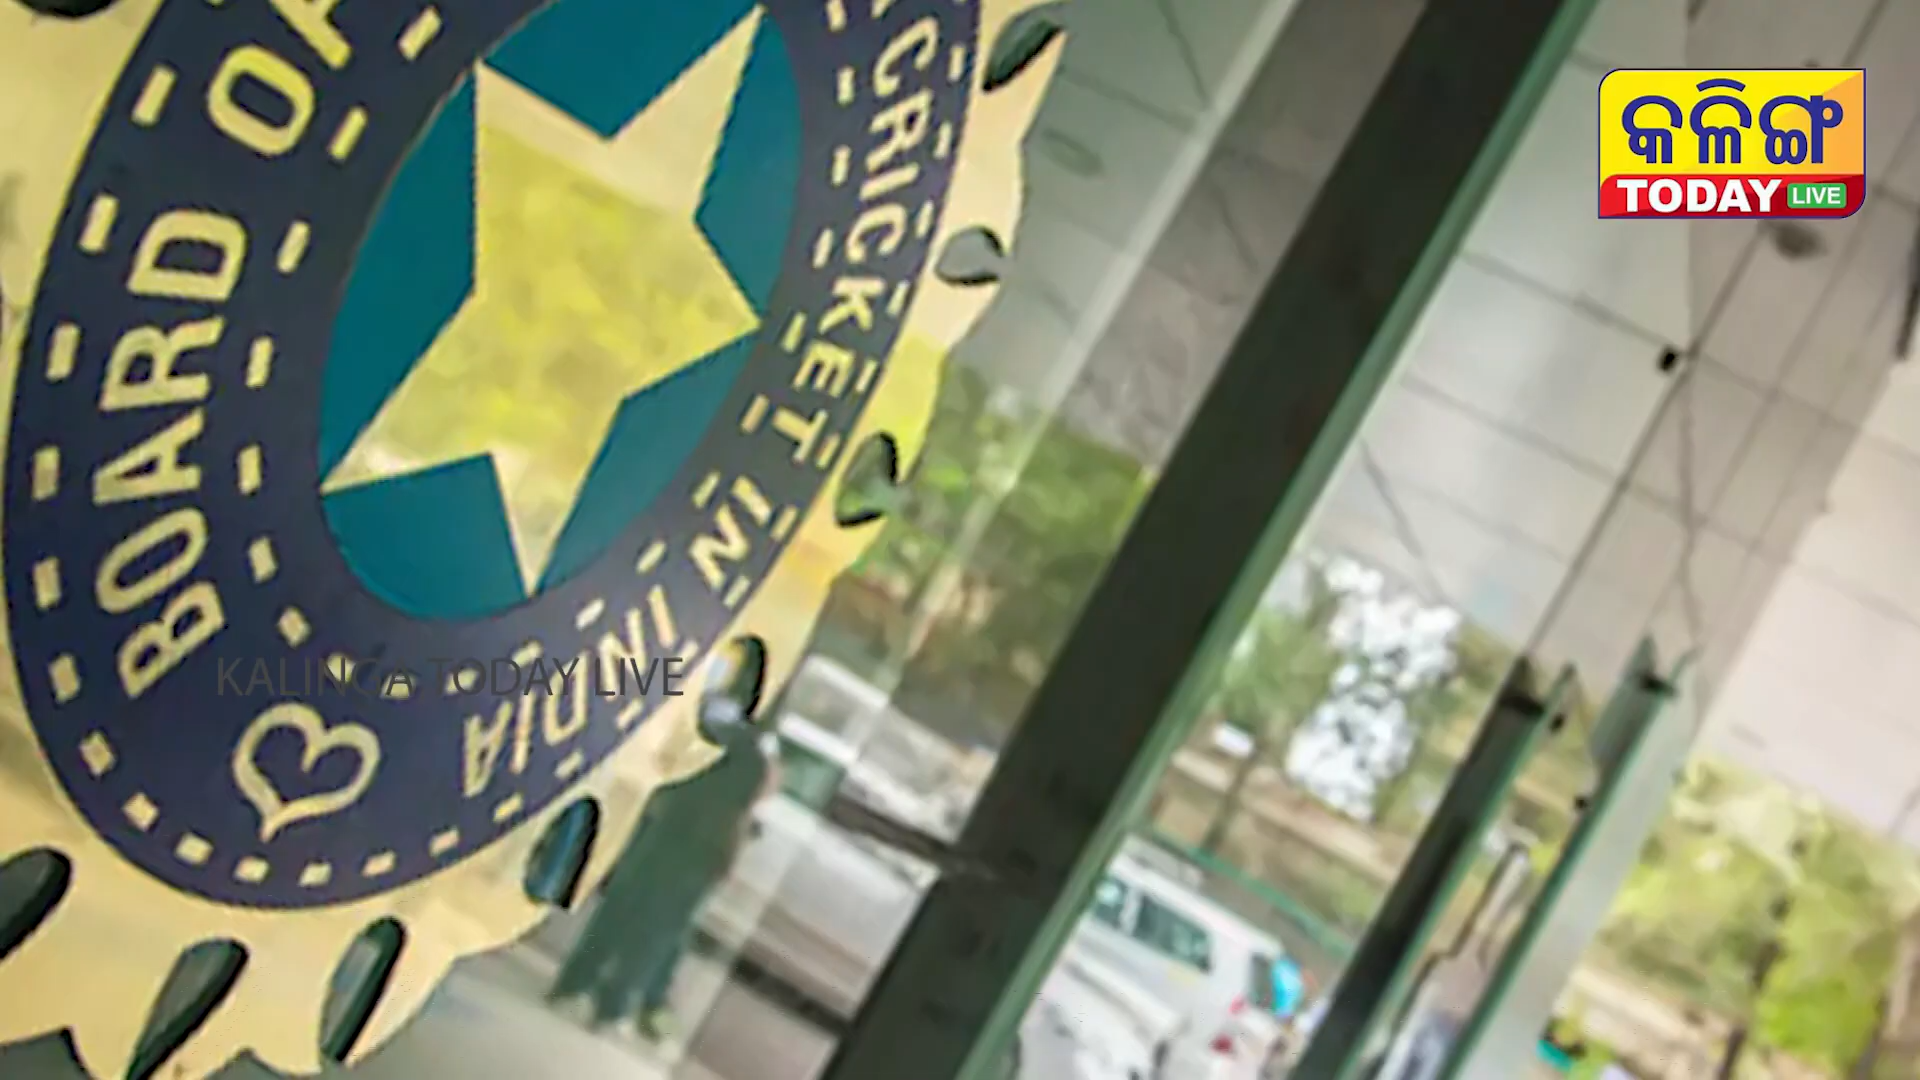 BOARD OF
CRICKET IN INDIA
କଳିଙ୍ଗ
TODAY LIVE
KALINGA TODAY LIVE